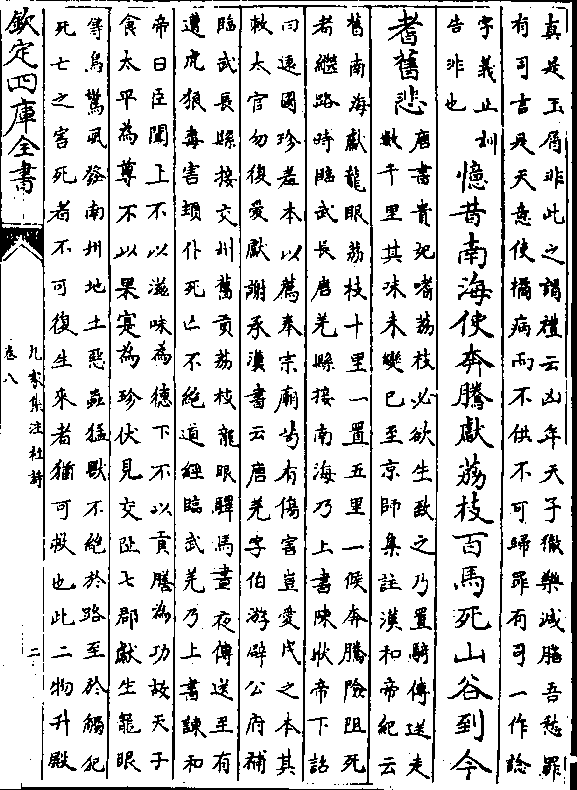 真是玉屑非此之謂禮云凶年天子徹樂減膳吾愁罪
有司言是天意使橘病而不供不可歸罪有司一作諗
字義止訓
告非也
憶昔南海使奔騰獻荔枝百馬死山谷到今
耆舊悲
唐書貴妃嗜荔枝必欲生致之乃置騎傳送走
數千里其味未變已至京師集註漢和帝紀云
舊南海獻龍眼荔枝十里一置五里一候奔騰險阻死
者繼路時臨武長唐羌縣接南海乃上書陳狀帝下詔
曰遠國珍羞本以薦奉宗廟茍有傷害豈愛民之本其
敕太官勿復受獻謝承漢書云唐羌字伯游辟公府補
臨武長縣接交州舊貢荔枝龍眼驛馬晝夜傳送至有
遭虎狼毒害頓仆死亡不絶道經臨武羌乃上書諫和
帝曰臣聞上不以滋味為德下不以貢膳為功故天子
食太平為尊不以果實為珍伏見交阯七郡獻生龍眼
等鳥驚風發南州地土惡蟲猛獸不絶於路至於觸犯
死亡之害死者不可復生來者猶可救也此二物升殿
欽定四庫全書
九家集注杜詩
卷八
二